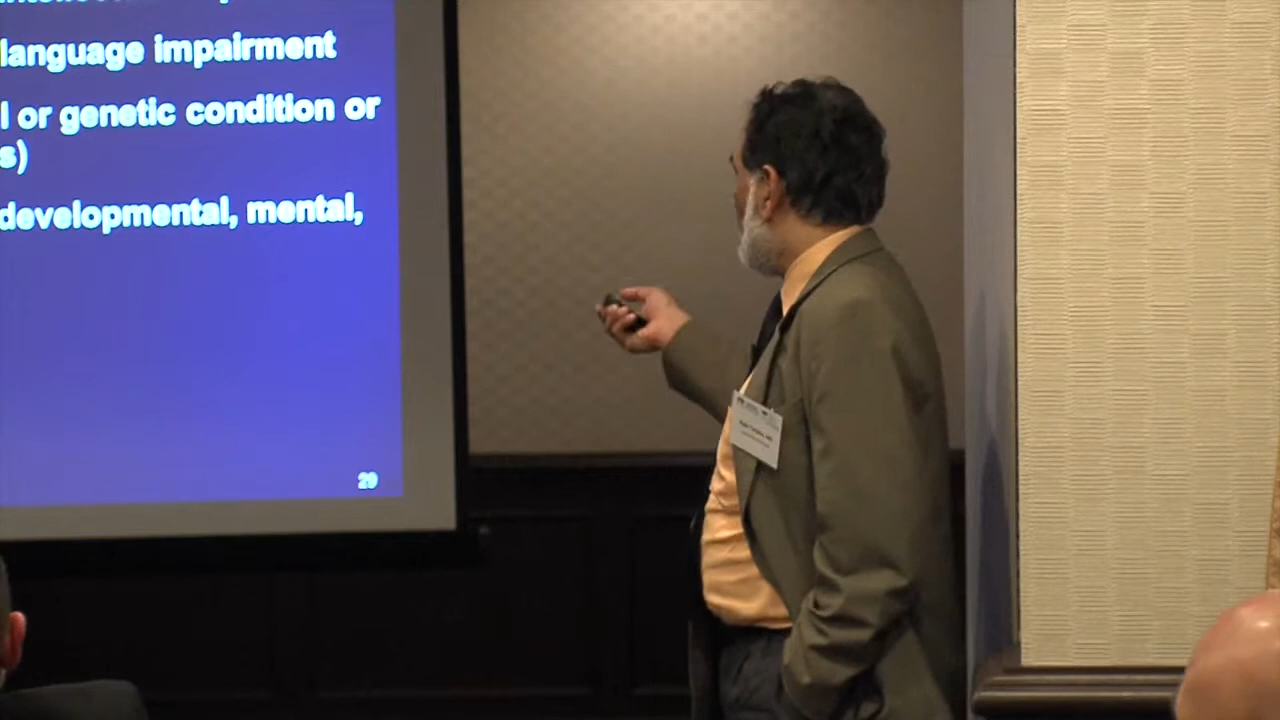 language impairment
l or genetic condition or
s)
developmental, mental,
29